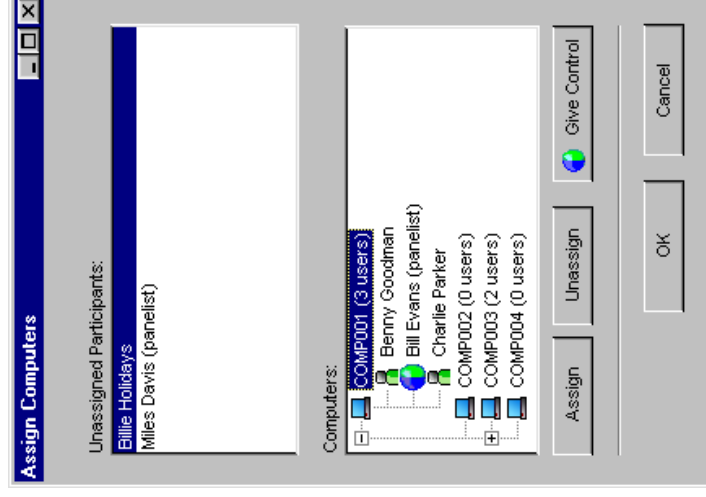 Assign Computers
Unassigned Participants:
Billie Holidays
Miles Davis (panelist)
Computers:
COMP001 (3 users)
Benny Goodman
Bill Evans (panelist)
Charlie Parker
COMP002 (0 users)
COMP003 (2 users)
COMP004 (0 users)
Assign
Unassign
Give Control
OK
Cancel